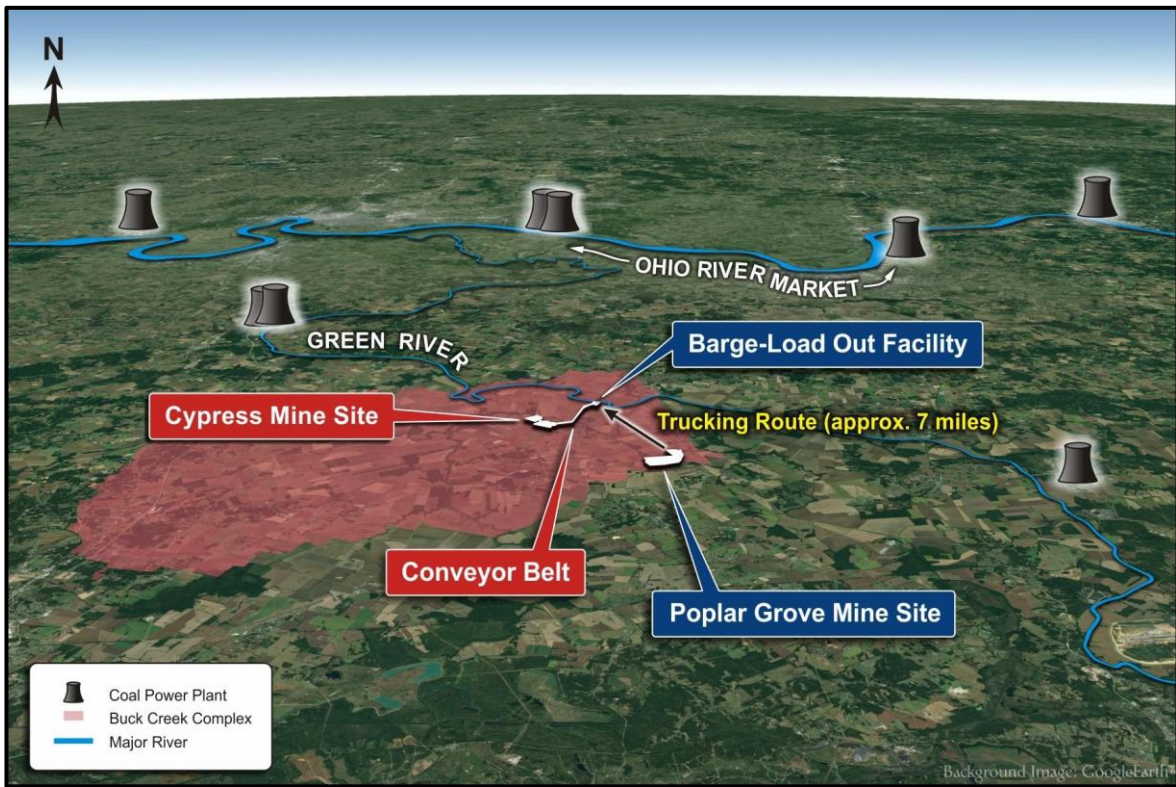 N
OHIO RIVER MARKET
GREEN RIVER
Barge-Load Out Facility
Cypress Mine Site
Trucking Route (approx. 7 miles)
Conveyor Belt
Poplar Grove Mine Site
Coal Power Plant
Buck Creek Complex
Major River
Background Image: GoogleEarth